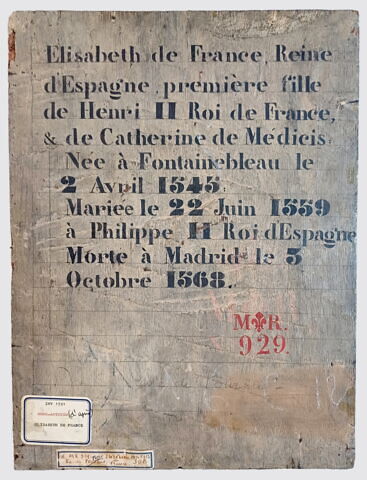 Elisabeth de France, Reine
d'Espagne, première fille
de Henri II Roi de France,
& de Catherine de Médicis:
Née à Fontainebleau le
2 Avril 1545:
Mariée le 22 Juin 1559
à Philippe II Roi d'Espagne
Morte à Madrid le 3
Octobre 1568.
M R.
929.
INV 1721
ELISABETH DE FRANCE